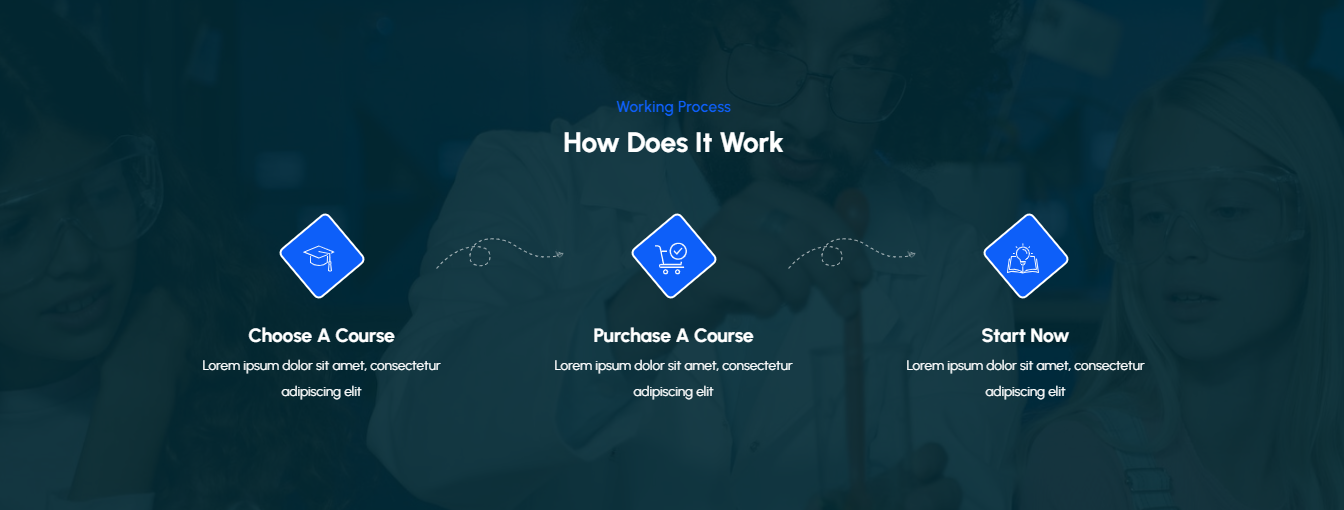 Working Process
How Does It Work
Choose A Course
Lorem ipsum dolor sit amet, consectetur
adipiscing elit
Purchase A Course
Lorem ipsum dolor sit amet, consectetur
adipiscing elit
Start Now
Lorem ipsum dolor sit amet, consectetur
adipiscing elit